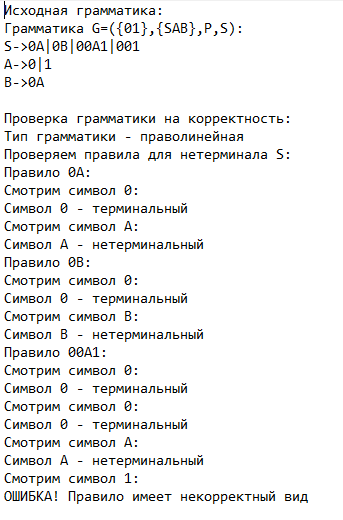 Исходная грамматика:
Грамматика G=({01},{SAB},P,S):
S->0A|0B|00A1|001
A->0|1
B->0A
Проверка грамматики на корректность:
Тип грамматики - праволинейная
Проверяем правила для нетерминала S:
Правило 0A:
Смотрим символ 0:
Символ 0 - терминальный
Смотрим символ A:
Символ A - нетерминальный
Правило 0B:
Смотрим символ 0:
Символ 0 - терминальный
Смотрим символ B:
Символ B - нетерминальный
Правило 00A1:
Смотрим символ 0:
Символ 0 - терминальный
Смотрим символ 0:
Символ 0 - терминальный
Смотрим символ A:
Символ A - нетерминальный
Смотрим символ 1:
ОШИБКА! Правило имеет некорректный вид